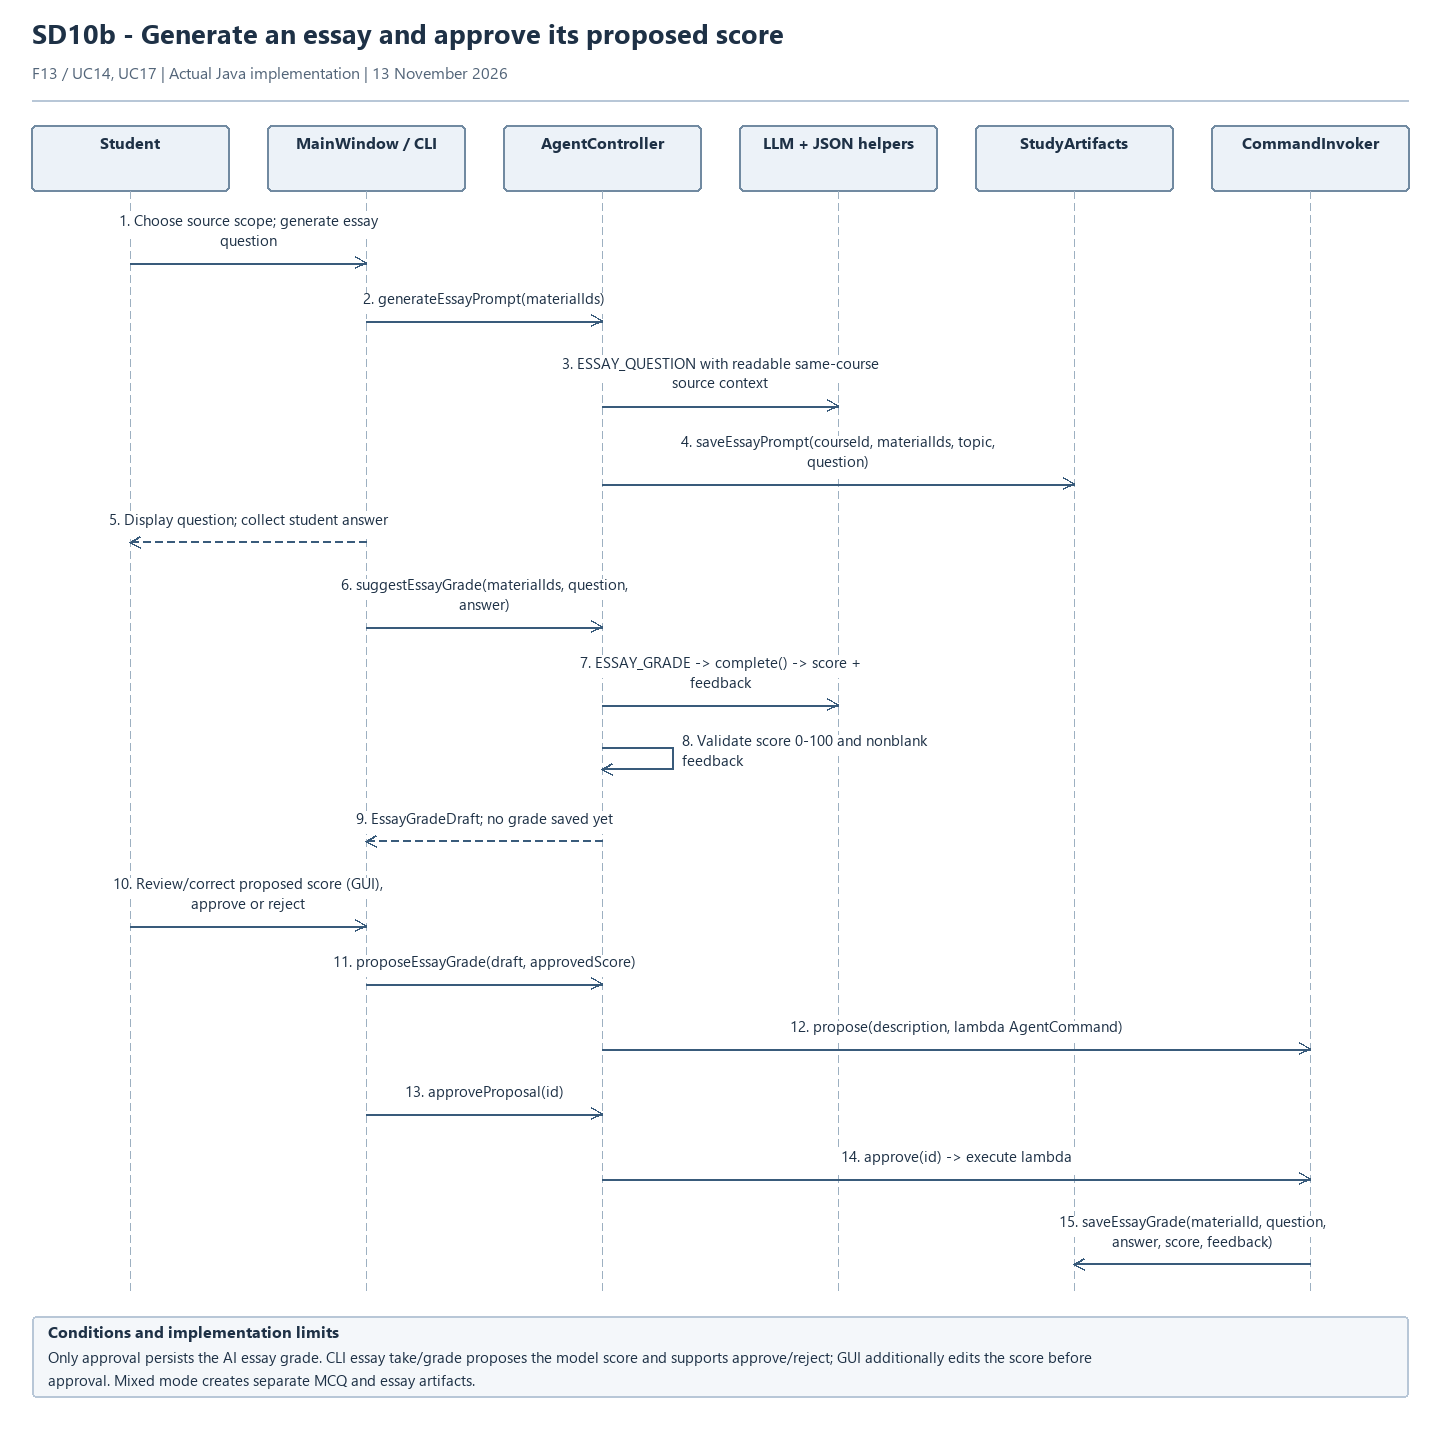 SD10b - Generate an essay and approve its proposed score
F13 / UC14, UC17 | Actual Java implementation | 13 November 2026
Student
MainWindow / CLI
AgentController
LLM + JSON helpers
StudyArtifacts
CommandInvoker
1. Choose source scope; generate essay
question
2. generateEssayPrompt(materialIds)
3. ESSAY_QUESTION with readable same-course
source context
4. saveEssayPrompt(courseId, materialIds, topic,
question)
5. Display question; collect student answer
6. suggestEssayGrade(materialIds, question,
answer)
7. ESSAY_GRADE -> complete() -> score +
feedback
8. Validate score 0-100 and nonblank
feedback
9. EssayGradeDraft; no grade saved yet
10. Review/correct proposed score (GUI),
approve or reject
11. proposeEssayGrade(draft, approvedScore)
12. propose(description, lambda AgentCommand)
13. approveProposal(id)
14. approve(id) -> execute lambda
15. saveEssayGrade(materialId, question,
answer, score, feedback)
Conditions and implementation limits
Only approval persists the AI essay grade. CLI essay take/grade proposes the model score and supports approve/reject; GUI additionally edits the score before
approval. Mixed mode creates separate MCQ and essay artifacts.